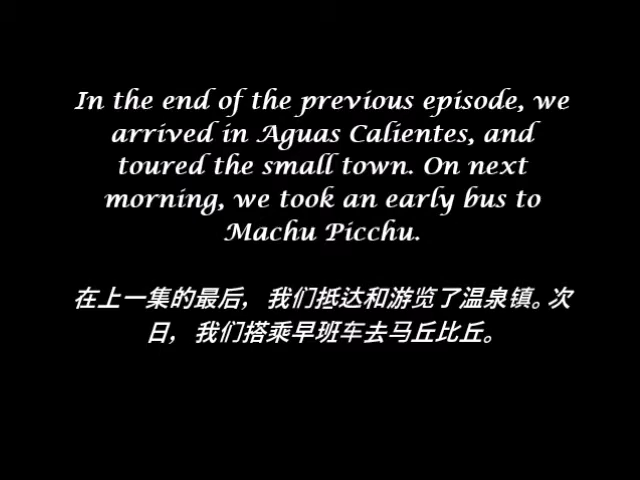 In the end of the previous episode, we
arrived in Aguas Calientes, and
toured the small town. On next
morning, we took an early bus to
Machu Picchu.
在上一集的最后，我们抵达和游览了温泉镇。次
日，我们搭乘早班车去马丘比丘。